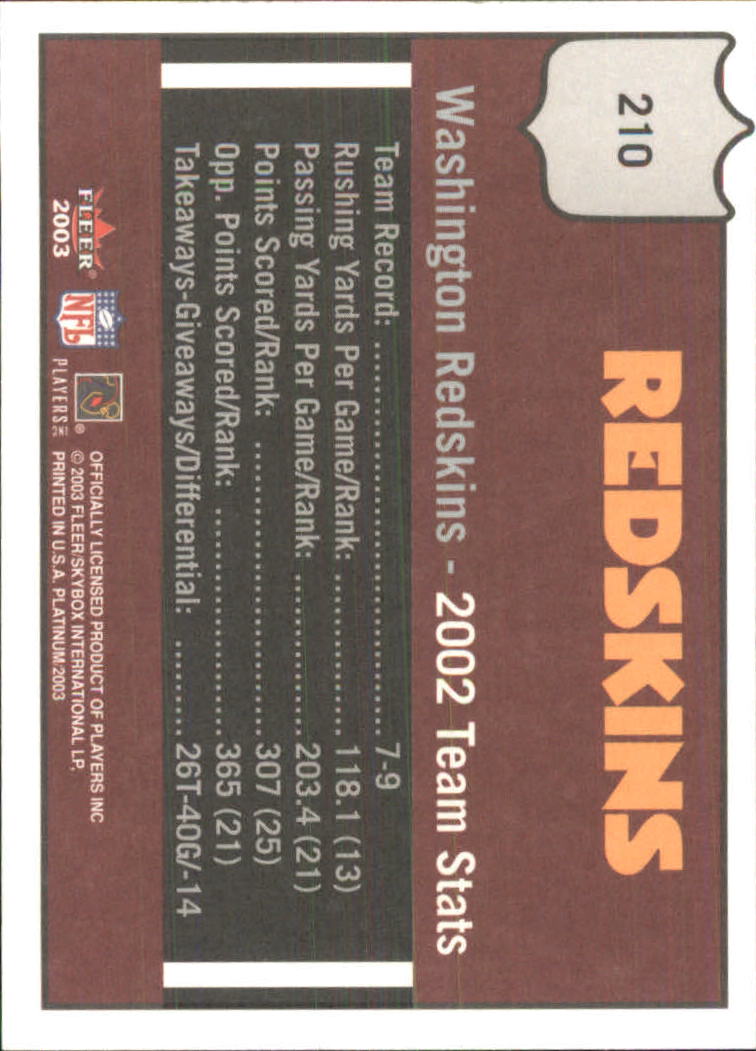 210
REDSKINS
Washington Redskins - 2002 Team Stats
Team Record: ........................................ 7-9
Rushing Yards Per Game/Rank: ................ 118.1 (13)
Passing Yards Per Game/Rank: ............... 203.4 (21)
Points Scored/Rank: ............................ 307 (25)
Opp. Points Scored/Rank: ...................... 365 (21)
Takeaways-Giveaways/Differential: ......... 26T-40G/-14
FLEER®
2003
NFL
PLAYERS INC
®
OFFICIALLY LICENSED PRODUCT OF PLAYERS INC
© 2003 FLEER/SKYBOX INTERNATIONAL LP,
PRINTED IN U.S.A. PLATINUM/2003